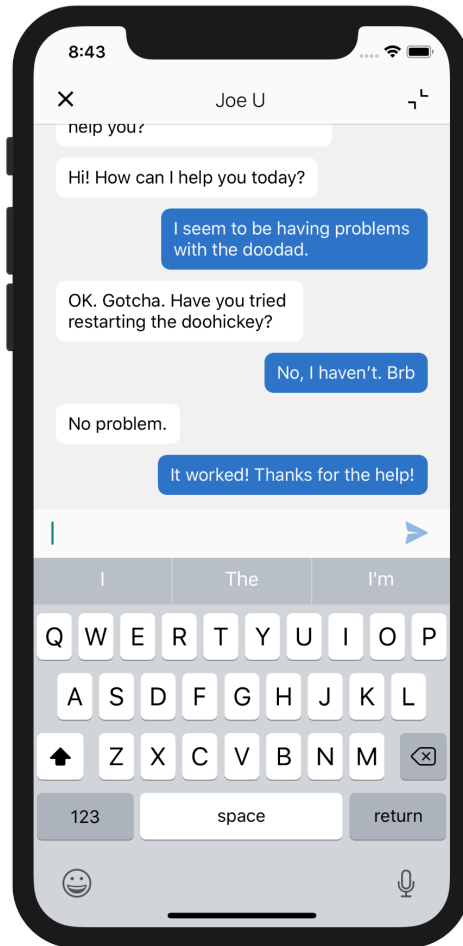 8:43
Joe U
help you?
Hi! How can I help you today?
I seem to be having problems
with the doodad.
OK. Gotcha. Have you tried
restarting the doohickey?
No, I haven’t. Brb
No problem.
It worked! Thanks for the help!
I The I'm
Q W E R T Y U I O P
A S D F G H J K L
Z X C V B N M
123 space return